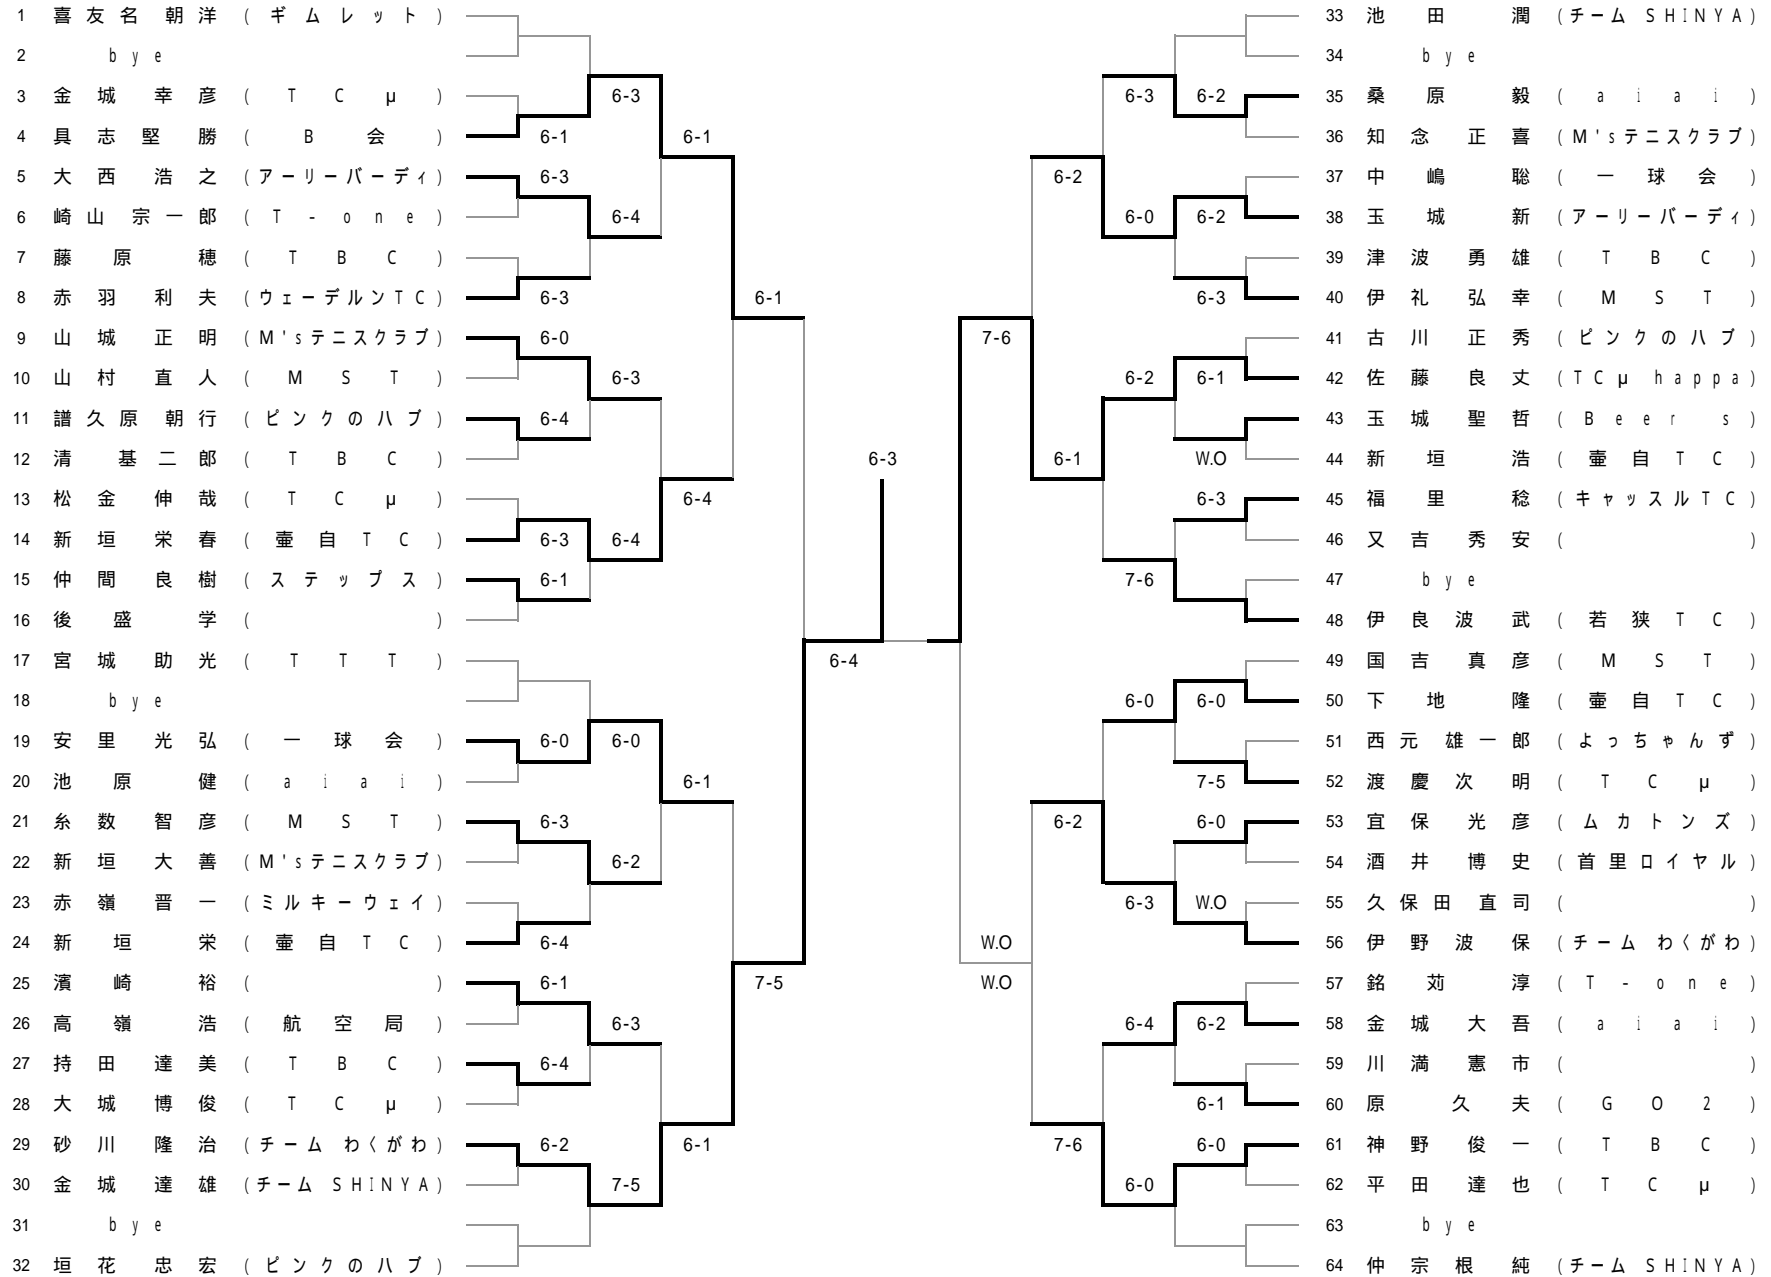 1 喜友名 朝洋 (ギムレット)
2 bye
3 金城 幸彦 (TCμ)
4 具志堅 勝 (B会)
5 大西 浩之 (アーリーバーディ)
6 崎山 宗一郎 (T-one)
7 藤原 穂 (TBC)
8 赤羽 利夫 (ウェーデルンTC)
9 山城 正明 (M'sテニスクラブ)
10 山村 直人 (MST)
11 譜久原 朝行 (ピンクのハブ)
12 清 基二郎 (TBC)
13 松金 伸哉 (TCμ)
14 新垣 栄春 (壷自TC)
15 仲間 良樹 (ステップス)
16 後盛 学 ( )
17 宮城 助光 (TTT)
18 bye
19 安里 光弘 (一球会)
20 池原 健 (aiai)
21 糸数 智彦 (MST)
22 新垣 大善 (M'sテニスクラブ)
23 赤嶺 晋一 (ミルキーウェイ)
24 新垣 栄 (壷自TC)
25 濱崎 裕 ( )
26 高嶺 浩 (航空局)
27 持田 達美 (TBC)
28 大城 博俊 (TCμ)
29 砂川 隆治 (チーム わくがわ)
30 金城 達雄 (チーム SHINYA)
31 bye
32 垣花 忠宏 (ピンクのハブ)
6-1
6-3
6-3
6-0
6-4
6-3
6-1
6-0
6-3
6-4
6-1
6-4
6-2
6-3
6-4
6-3
6-4
6-0
6-2
6-3
7-5
6-1
6-4
6-1
6-1
6-1
7-5
6-4
6-3
7-6
W.O
W.O
6-2
6-1
6-2
7-6
6-3
6-0
6-2
7-6
6-0
6-3
6-4
6-0
6-2
6-2
6-3
6-1
W.O
6-3
6-0
7-5
6-0
W.O
6-2
6-1
6-0
33 池田 潤 (チーム SHINYA)
34 bye
35 桑原 毅 (aiai)
36 知念 正喜 (M'sテニスクラブ)
37 中嶋 聡 (一球会)
38 玉城 新 (アーリーバーディ)
39 津波 勇雄 (TBC)
40 伊礼 弘幸 (MST)
41 古川 正秀 (ピンクのハブ)
42 佐藤 良丈 (TCμ happa)
43 玉城 聖哲 (Beer s)
44 新垣 浩 (壷自TC)
45 福里 稔 (キャッスルTC)
46 又吉 秀安 ( )
47 bye
48 伊良波 武 (若狭TC)
49 国吉 真彦 (MST)
50 下地 隆 (壷自TC)
51 西元 雄一郎 (よっちゃんず)
52 渡慶次 明 (TCμ)
53 宜保 光彦 (ムカトンズ)
54 酒井 博史 (首里ロイヤル)
55 久保田 直司 ( )
56 伊野波 保 (チーム わくがわ)
57 銘苅 淳 (T-one)
58 金城 大吾 (aiai)
59 川満 憲市 ( )
60 原 久夫 (GO2)
61 神野 俊一 (TBC)
62 平田 達也 (TCμ)
63 bye
64 仲宗根 純 (チーム SHINYA)